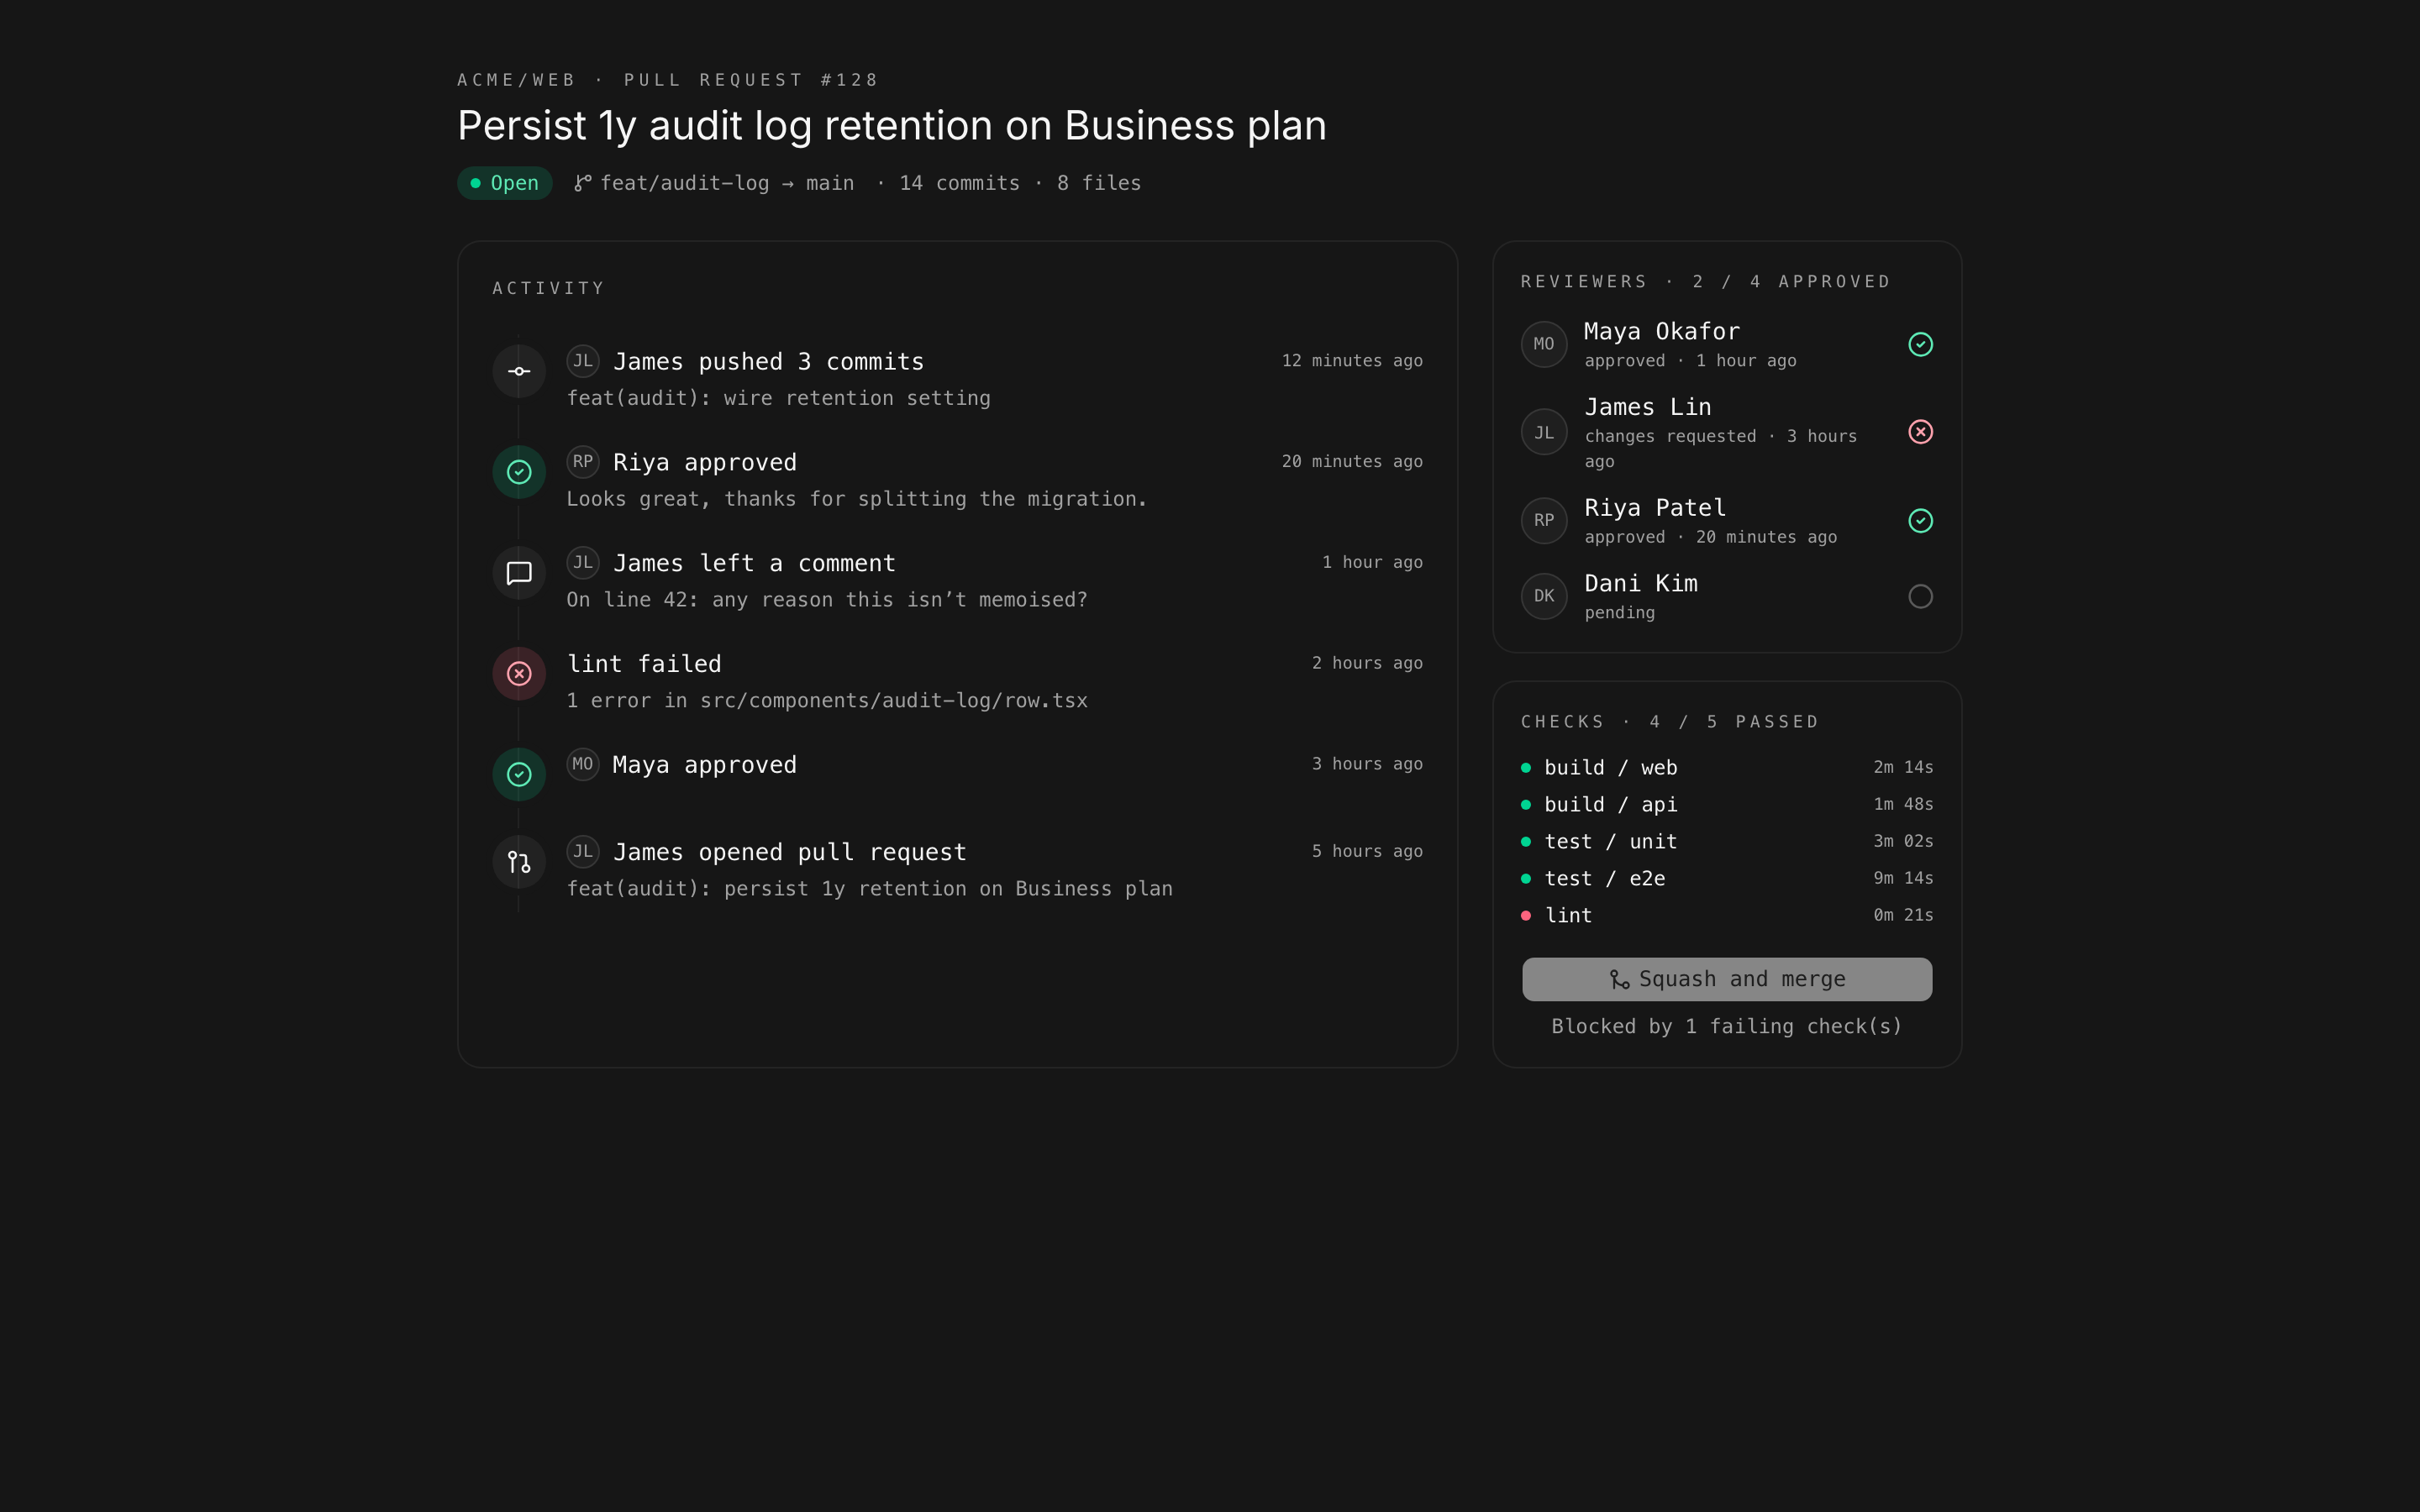 ACME/WEB · PULL REQUEST #128
Persist 1y audit log retention on Business plan
Open feat/audit-log → main · 14 commits · 8 files
ACTIVITY
JL James pushed 3 commits 12 minutes ago
feat(audit): wire retention setting
RP Riya approved 20 minutes ago
Looks great, thanks for splitting the migration.
JL James left a comment 1 hour ago
On line 42: any reason this isn’t memoised?
lint failed 2 hours ago
1 error in src/components/audit-log/row.tsx
MO Maya approved 3 hours ago
JL James opened pull request 5 hours ago
feat(audit): persist 1y retention on Business plan
REVIEWERS · 2 / 4 APPROVED
MO Maya Okafor
approved · 1 hour ago
JL James Lin
changes requested · 3 hours
ago
RP Riya Patel
approved · 20 minutes ago
DK Dani Kim
pending
CHECKS · 4 / 5 PASSED
build / web 2m 14s
build / api 1m 48s
test / unit 3m 02s
test / e2e 9m 14s
lint 0m 21s
Squash and merge
Blocked by 1 failing check(s)